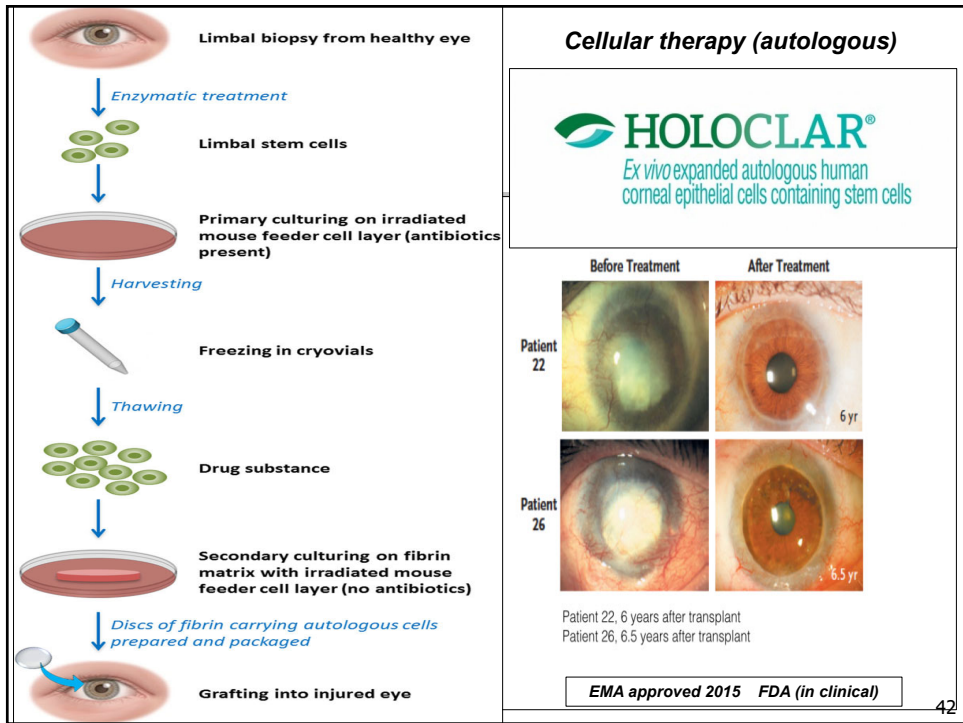 Limbal biopsy from healthy eye
Enzymatic treatment
Limbal stem cells
Primary culturing on irradiated
mouse feeder cell layer (antibiotics
present)
Harvesting
Freezing in cryovials
Thawing
Drug substance
Secondary culturing on fibrin
matrix with irradiated mouse
feeder cell layer (no antibiotics)
Discs of fibrin carrying autologous cells
prepared and packaged
Grafting into injured eye
Cellular therapy (autologous)
HOLOCLAR®
Ex vivo expanded autologous human
corneal epithelial cells containing stem cells
Before Treatment After Treatment
Patient
22
6 yr
Patient
26
6.5 yr
Patient 22, 6 years after transplant
Patient 26, 6.5 years after transplant
EMA approved 2015 FDA (in clinical)
42